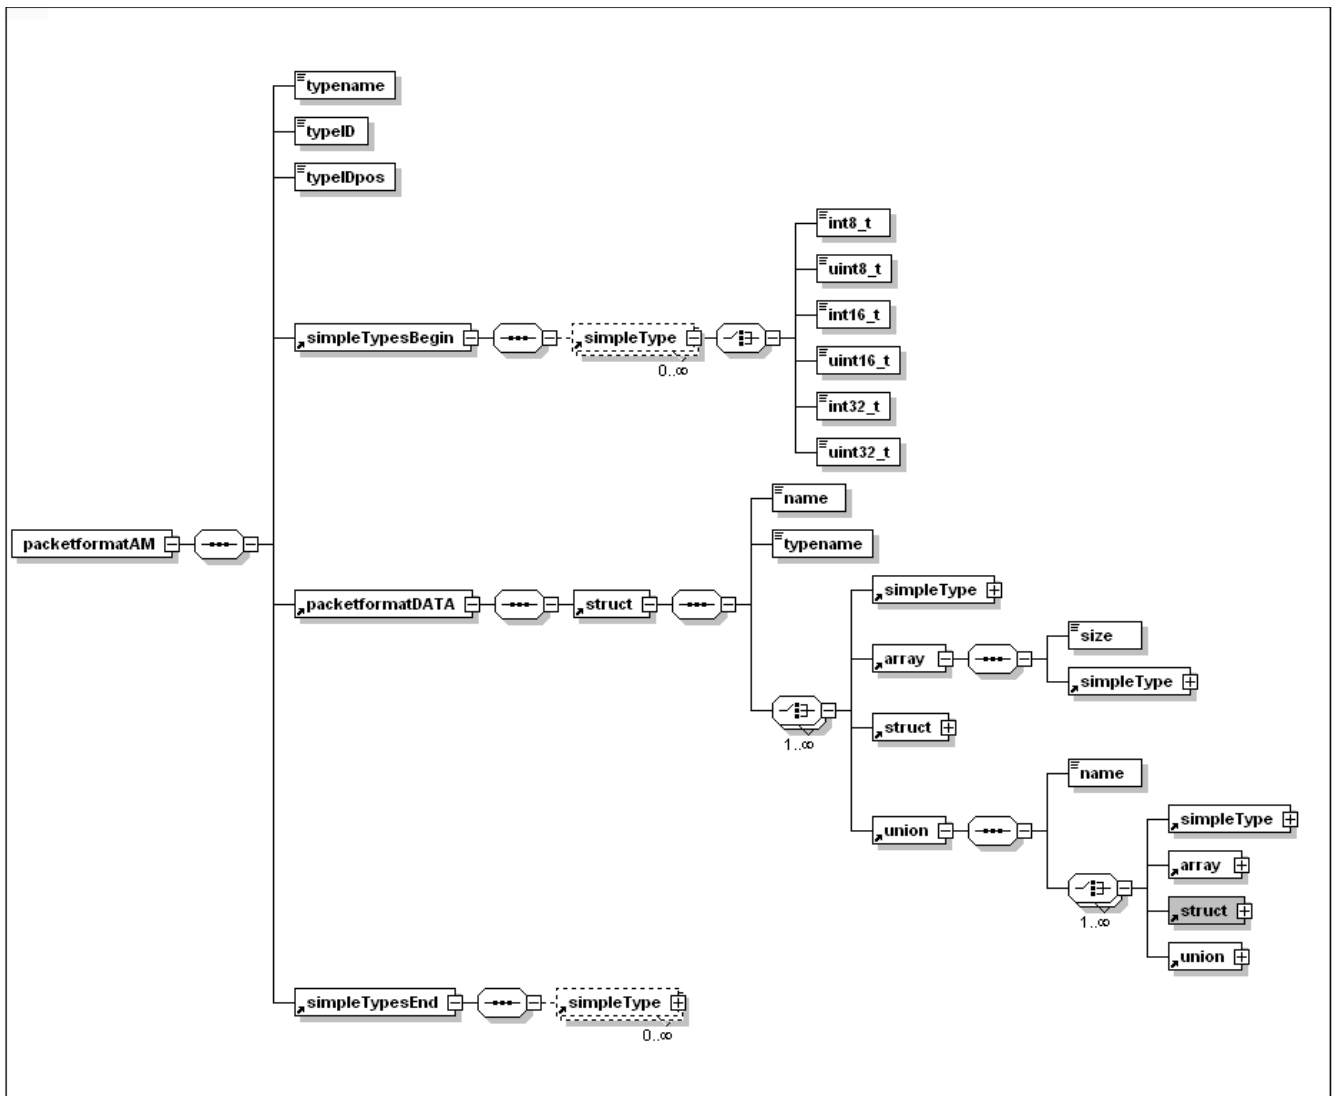 typename
typeID
typeIDpos
int8_t
uint8_t
int16_t
simpleTypesBegin
simpleType
0..∞
uint16_t
int32_t
uint32_t
name
packetformatAM
typename
simpleType
packetformatDATA
struct
size
array
simpleType
struct
1..∞
name
simpleType
union
array
struct
1..∞
union
simpleTypesEnd
simpleType
0..∞